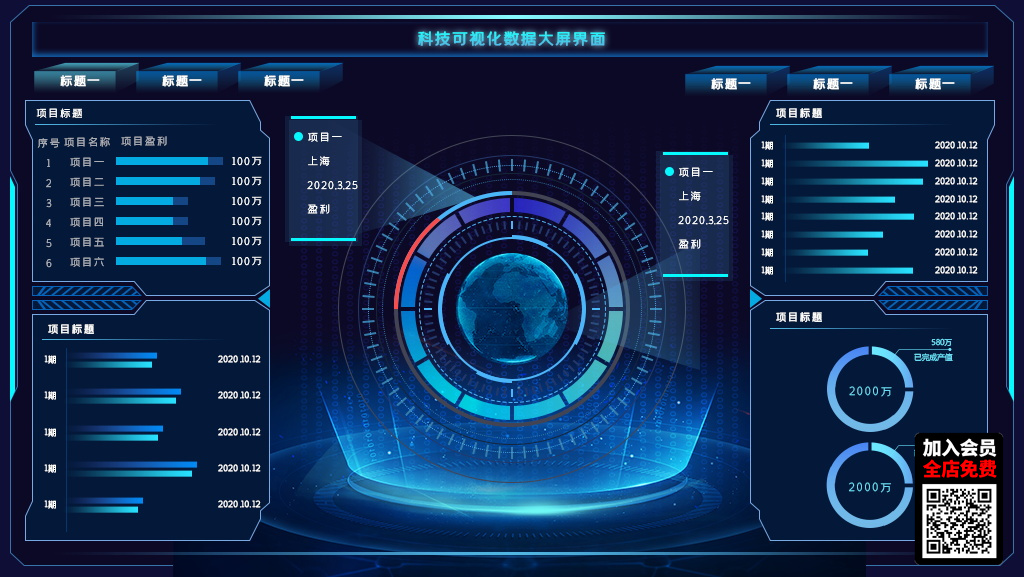 科技可视化数据大屏界面
标题一 标题一 标题一
标题一 标题一 标题一
项目标题
序号 项目名称 项目盈利
1 项目一 100万
2 项目二 100万
3 项目三 100万
4 项目四 100万
5 项目五 100万
6 项目六 100万
项目一
上海
2020.3.25
盈利
项目一
上海
2020.3.25
盈利
项目标题
1期 2020 10.12
1期 2020 10.12
1期 2020 10.12
1期 2020 10.12
1期 2020 10.12
1期 2020 10.12
1期 2020 10.12
1期 2020 10.12
项目标题
1期 2020 10.12
1期 2020 10.12
1期 2020 10.12
1期 2020 10.12
1期 2020 10.12
项目标题
580万
已完成产值
2000万
2000万
加入会员
全店免费